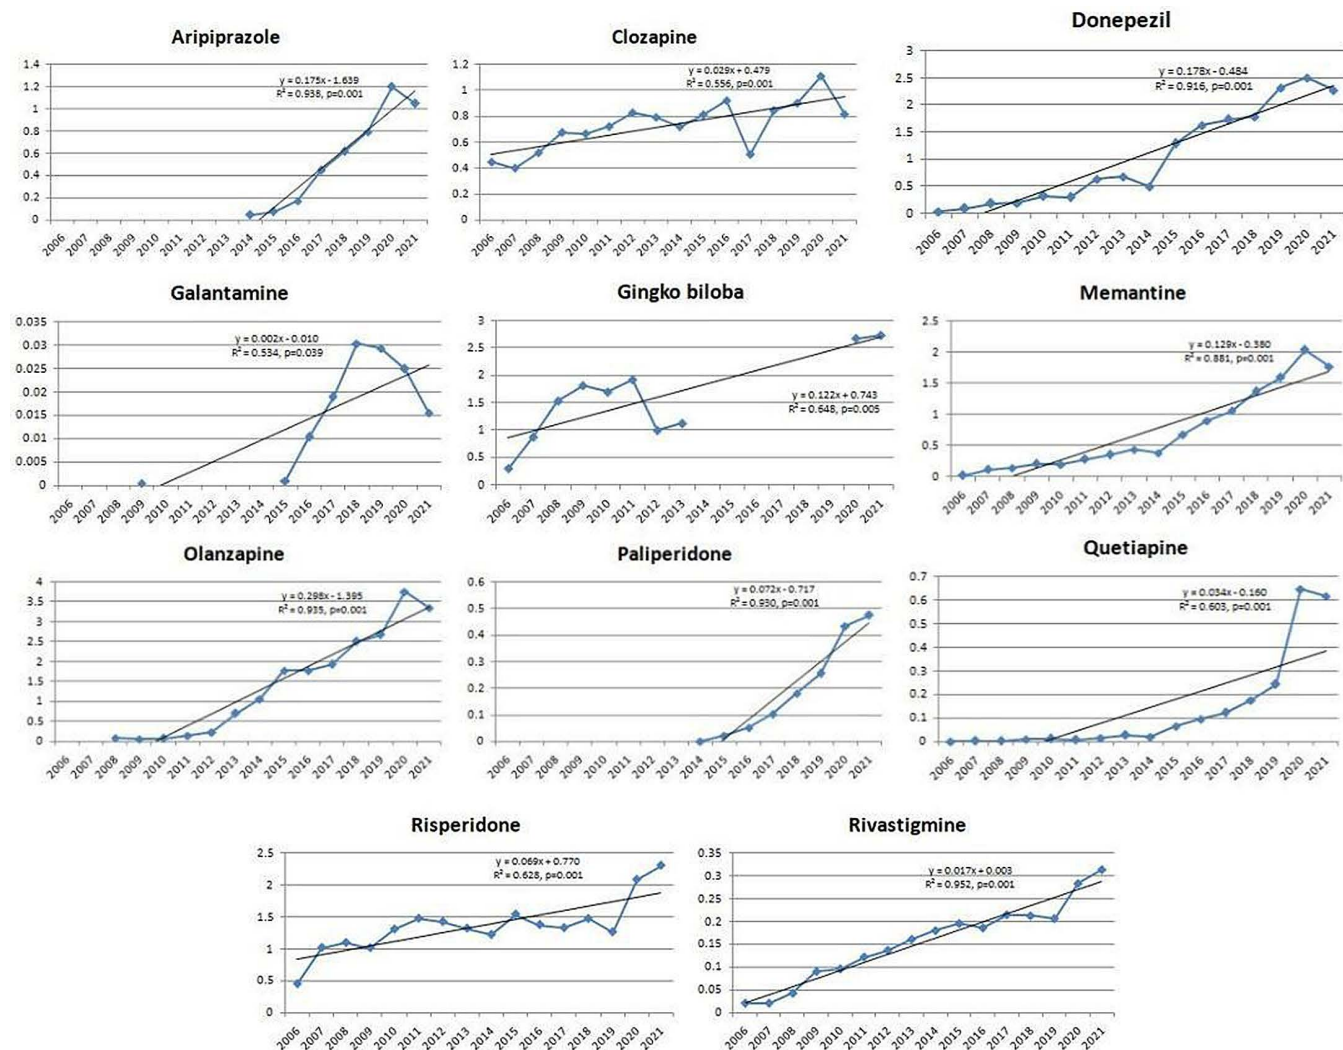 Aripiprazole
y = 0.175x - 1.639
R² = 0.938, p=0.001
1.4
1.2
1
0.8
0.6
0.4
0.2
0
2006 2007 2008 2009 2010 2011 2012 2013 2014 2015 2016 2017 2018 2019 2020 2021
Clozapine
y = 0.029x + 0.479
R² = 0.556, p=0.001
1.2
1
0.8
0.6
0.4
0.2
0
2006 2007 2008 2009 2010 2011 2012 2013 2014 2015 2016 2017 2018 2019 2020 2021
Donepezil
y = 0.178x - 0.484
R² = 0.916, p=0.001
3
2.5
2
1.5
1
0.5
0
2006 2007 2008 2009 2010 2011 2012 2013 2014 2015 2016 2017 2018 2019 2020 2021
Galantamine
y = 0.002x - 0.010
R² = 0.534, p=0.039
0.035
0.03
0.025
0.02
0.015
0.01
0.005
0
2006 2007 2008 2009 2010 2011 2012 2013 2014 2015 2016 2017 2018 2019 2020 2021
Gingko biloba
y = 0.122x + 0.743
R² = 0.648, p=0.005
3
2.5
2
1.5
1
0.5
0
2006 2007 2008 2009 2010 2011 2012 2013 2014 2015 2016 2017 2018 2019 2020 2021
Memantine
y = 0.129x - 0.380
R² = 0.881, p=0.001
2.5
2
1.5
1
0.5
0
2006 2007 2008 2009 2010 2011 2012 2013 2014 2015 2016 2017 2018 2019 2020 2021
Olanzapine
y = 0.298x - 1.395
R² = 0.935, p=0.001
4
3.5
3
2.5
2
1.5
1
0.5
0
2006 2007 2008 2009 2010 2011 2012 2013 2014 2015 2016 2017 2018 2019 2020 2021
Paliperidone
y = 0.072x - 0.717
R² = 0.930, p=0.001
0.6
0.5
0.4
0.3
0.2
0.1
0
2006 2007 2008 2009 2010 2011 2012 2013 2014 2015 2016 2017 2018 2019 2020 2021
Quetiapine
y = 0.034x - 0.160
R² = 0.603, p=0.001
0.7
0.6
0.5
0.4
0.3
0.2
0.1
0
2006 2007 2008 2009 2010 2011 2012 2013 2014 2015 2016 2017 2018 2019 2020 2021
Risperidone
y = 0.069x + 0.770
R² = 0.628, p=0.001
2.5
2
1.5
1
0.5
0
2006 2007 2008 2009 2010 2011 2012 2013 2014 2015 2016 2017 2018 2019 2020 2021
Rivastigmine
y = 0.017x + 0.003
R² = 0.952, p=0.001
0.35
0.3
0.25
0.2
0.15
0.1
0.05
0
2006 2007 2008 2009 2010 2011 2012 2013 2014 2015 2016 2017 2018 2019 2020 2021